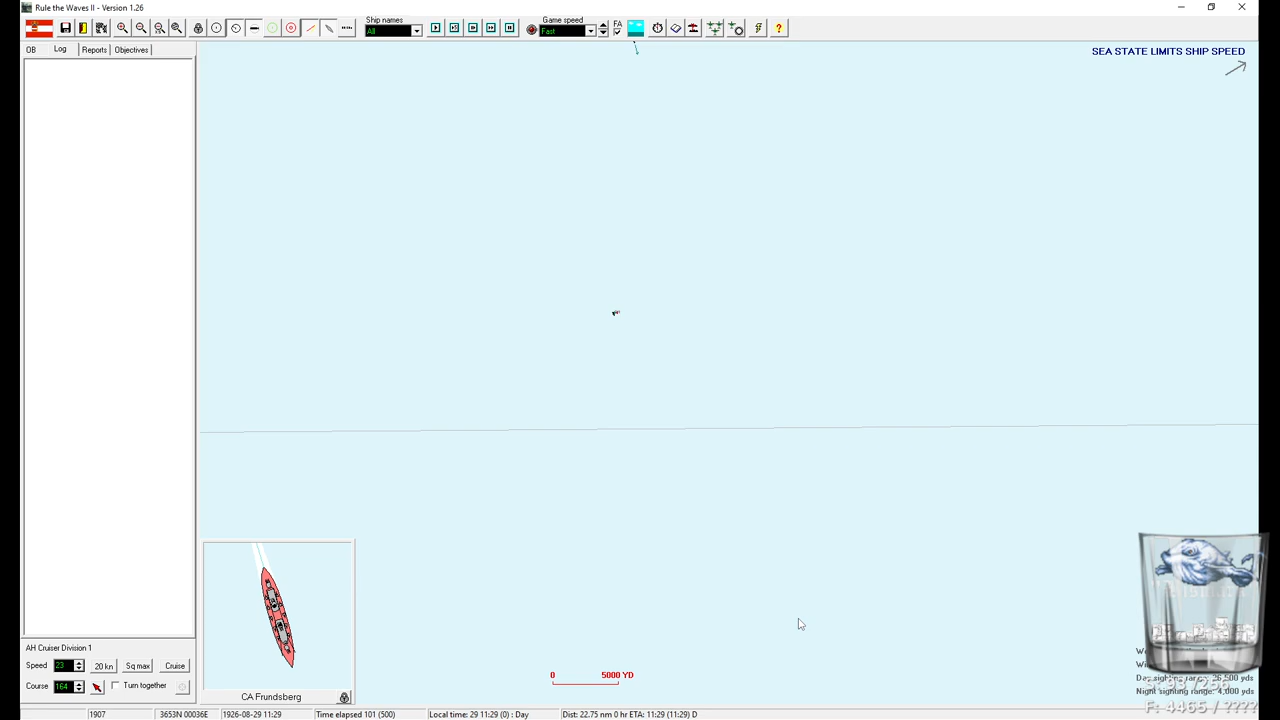 Rule the Waves II - Version 1.26
Ship names
All
Game speed
Fast
FA
OB Log Reports Objectives
SEA STATE LIMITS SHIP SPEED
AH Cruiser Division 1
Speed 23 20 kn Sq max Cruise
Course 164 Turn together
CA Frundsberg
0 5000 YD
Day sighting range: 26,500 yds
Night sighting range: 4,000 yds
F: 4465 / ????
1907 3653N 00036E 1926-08-29 11:29 Time elapsed 101 (500) Local time: 29 11:29 (0) : Day Dist: 22.75 nm 0 hr ETA: 11:29 (11:29) D